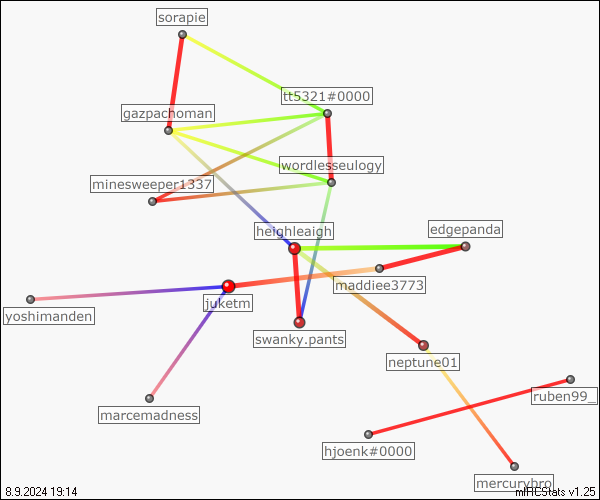 sorapie
tt5321#0000
gazpachoman
wordlesseulogy
minesweeper1337
heighleaigh
edgepanda
maddiee3773
juketm
yoshimanden
swanky.pants
neptune01
ruben99_
marcemadness
hjoenk#0000
mercurybro
8.9.2024 19:14
mIRCStats v1.25